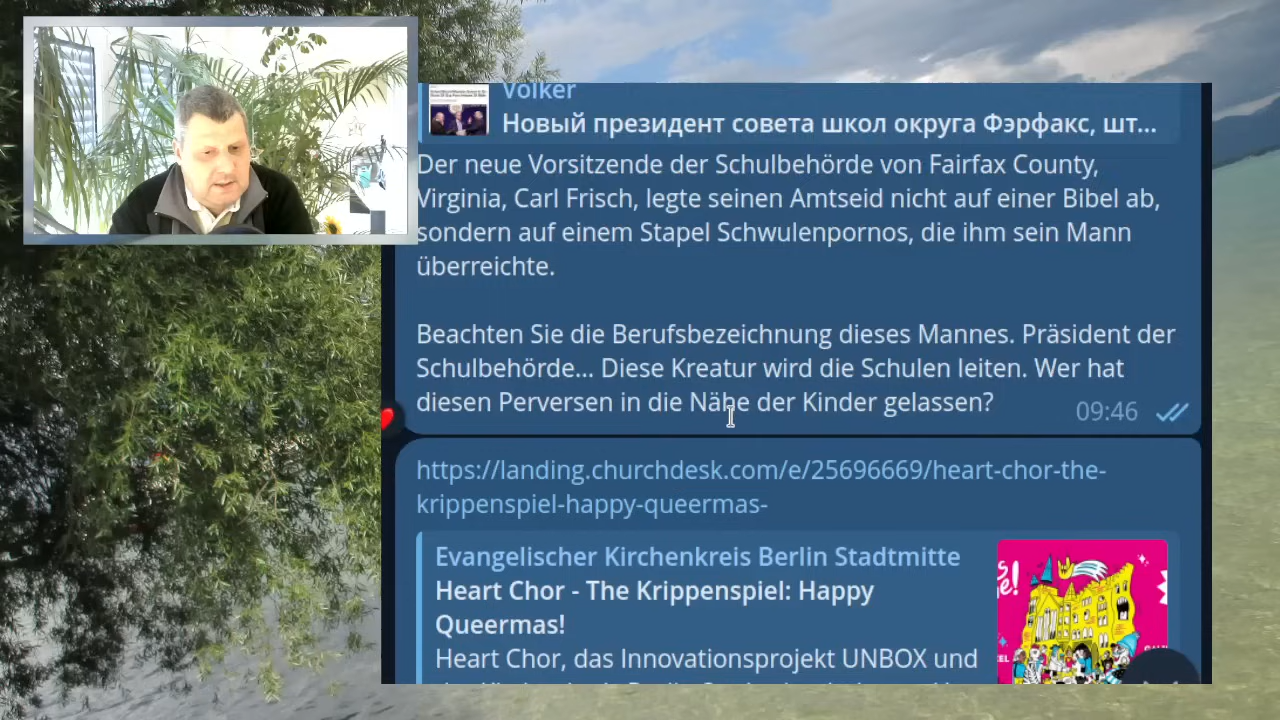 Volker
Новый президент совета школ округа Фэрфакс, шт...
Der neue Vorsitzende der Schulbehörde von Fairfax County,
Virginia, Carl Frisch, legte seinen Amtseid nicht auf einer Bibel ab,
sondern auf einem Stapel Schwulenpornos, die ihm sein Mann
überreichte.
Beachten Sie die Berufsbezeichnung dieses Mannes. Präsident der
Schulbehörde... Diese Kreatur wird die Schulen leiten. Wer hat
diesen Perversen in die Nähe der Kinder gelassen?
09:46
https://landing.churchdesk.com/e/25696669/heart-chor-the-
krippenspiel-happy-queermas-
Evangelischer Kirchenkreis Berlin Stadtmitte
Heart Chor - The Krippenspiel: Happy
Queermas!
Heart Chor, das Innovationsprojekt UNBOX und